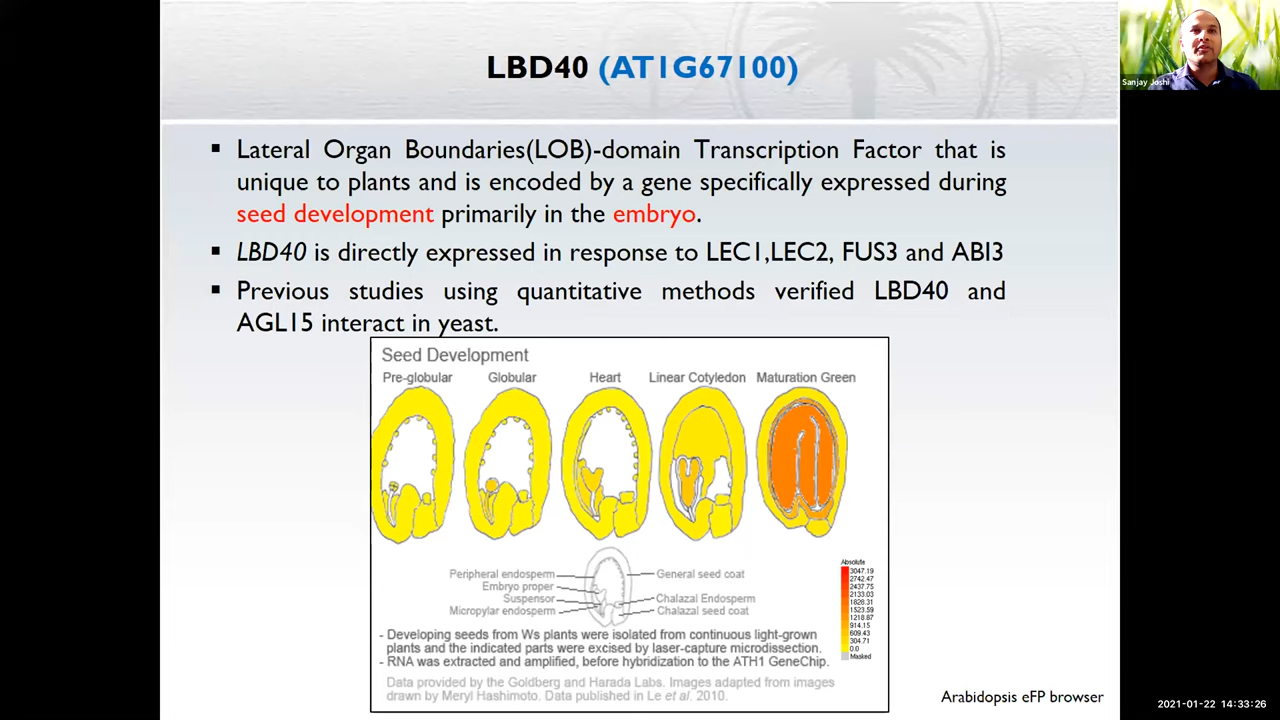 LBD40 (AT1G67100)
Sanjay Joshi
▪ Lateral Organ Boundaries(LOB)-domain Transcription Factor that is
unique to plants and is encoded by a gene specifically expressed during
seed development primarily in the embryo.
▪ LBD40 is directly expressed in response to LEC1,LEC2, FUS3 and ABI3
▪ Previous studies using quantitative methods verified LBD40 and
AGL15 interact in yeast.
Seed Development
Pre-globular Globular Heart Linear Cotyledon Maturation Green
Peripheral endosperm
Embryo proper
Suspensor
Micropylar endosperm
General seed coat
Chalazal Endosperm
Chalazal seed coat
Absolute
3047.19
2742.47
2437.75
2133.03
1828.31
1523.59
1218.87
914.15
609.43
304.71
0.0
Masked
- Developing seeds from Ws plants were isolated from continuous light-grown
plants and the indicated parts were excised by laser-capture microdissection.
- RNA was extracted and amplified, before hybridization to the ATH1 GeneChip.
Data provided by the Goldberg and Harada Labs. Images adapted from images
drawn by Meryl Hashimoto. Data published in Le et al. 2010.
Arabidopsis eFP browser
2021-01-22 14:33:26